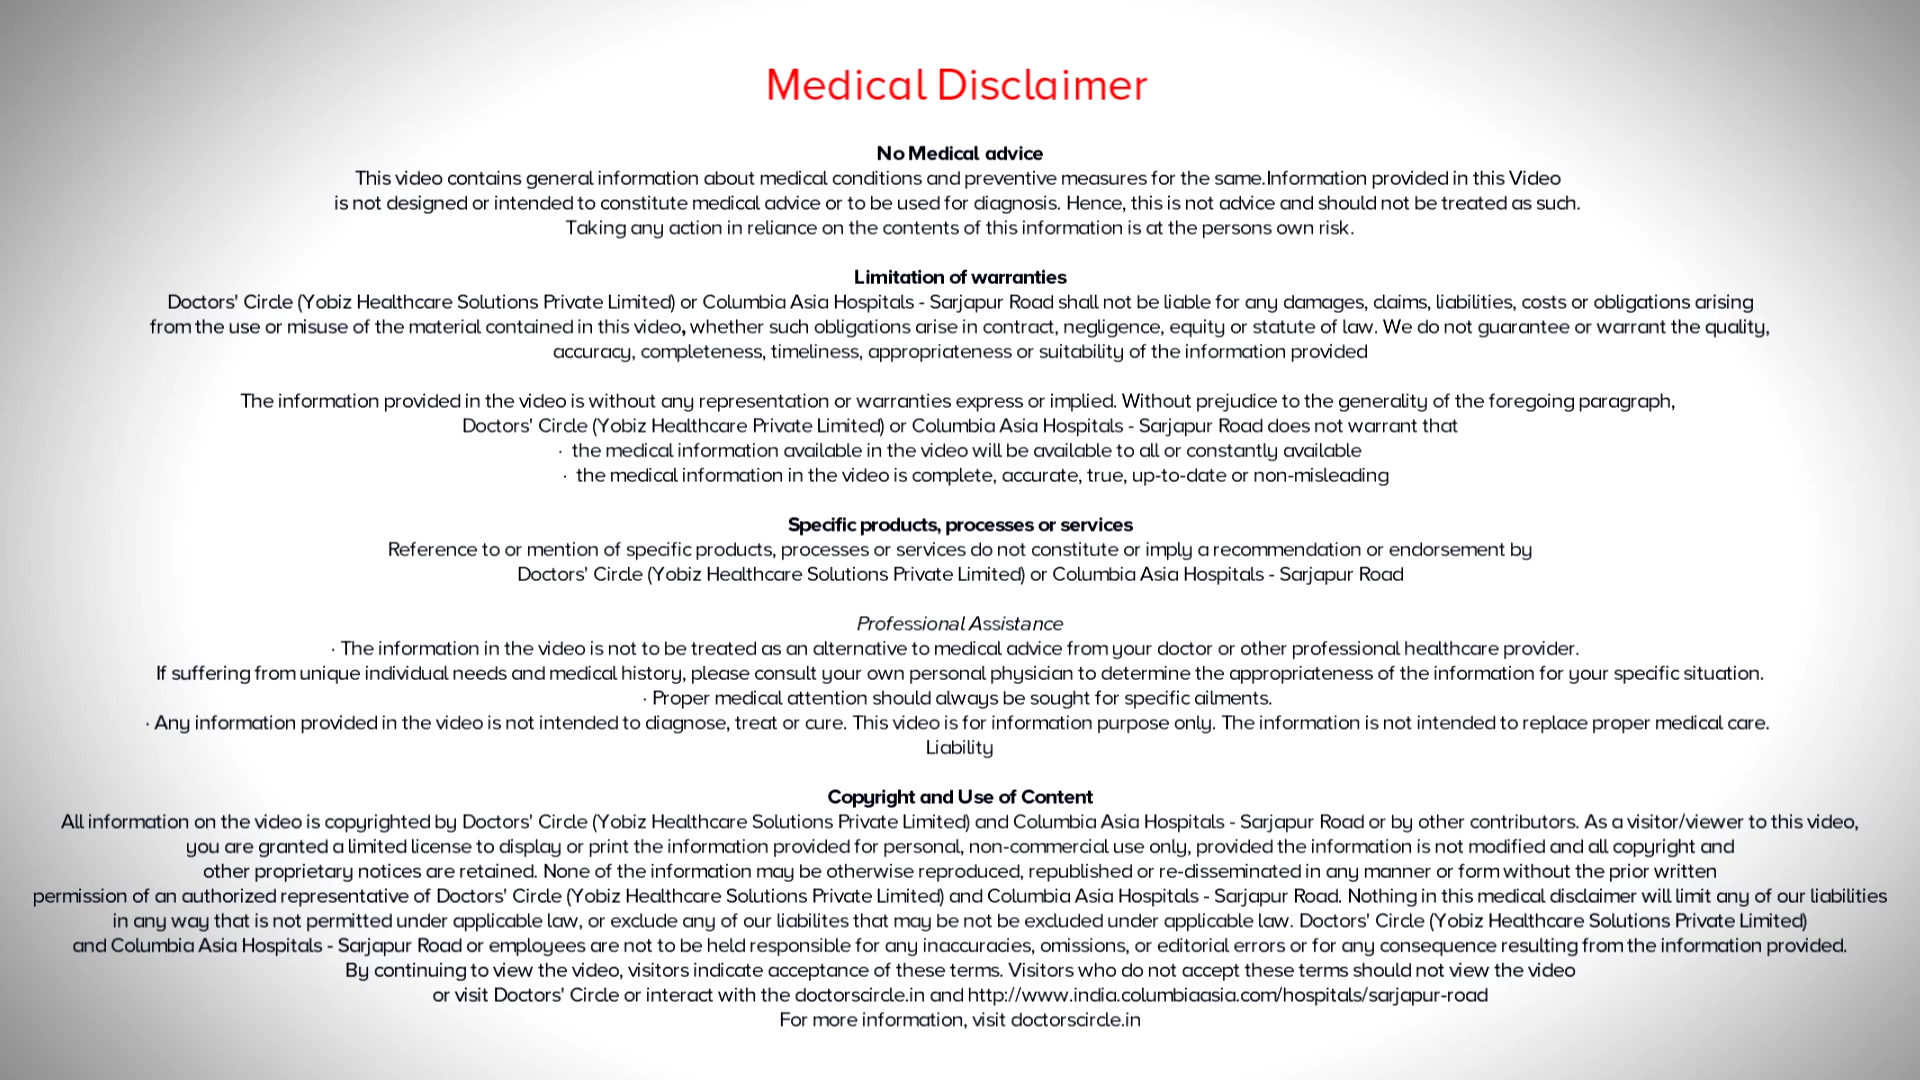 Medical Disclaimer
No Medical advice
This video contains general information about medical conditions and preventive measures for the same.Information provided in this Video
is not designed or intended to constitute medical advice or to be used for diagnosis. Hence, this is not advice and should not be treated as such.
Taking any action in reliance on the contents of this information is at the persons own risk.
Limitation of warranties
Doctors' Circle (Yobiz Healthcare Solutions Private Limited) or Columbia Asia Hospitals - Sarjapur Road shall not be liable for any damages, claims, liabilities, costs or obligations arising
from the use or misuse of the material contained in this video, whether such obligations arise in contract, negligence, equity or statute of law. We do not guarantee or warrant the quality,
accuracy, completeness, timeliness, appropriateness or suitability of the information provided
The information provided in the video is without any representation or warranties express or implied. Without prejudice to the generality of the foregoing paragraph,
Doctors' Circle (Yobiz Healthcare Private Limited) or Columbia Asia Hospitals - Sarjapur Road does not warrant that
· the medical information available in the video will be available to all or constantly available
· the medical information in the video is complete, accurate, true, up-to-date or non-misleading
Specific products, processes or services
Reference to or mention of specific products, processes or services do not constitute or imply a recommendation or endorsement by
Doctors' Circle (Yobiz Healthcare Solutions Private Limited) or Columbia Asia Hospitals - Sarjapur Road
Professional Assistance
· The information in the video is not to be treated as an alternative to medical advice from your doctor or other professional healthcare provider.
If suffering from unique individual needs and medical history, please consult your own personal physician to determine the appropriateness of the information for your specific situation.
· Proper medical attention should always be sought for specific ailments.
· Any information provided in the video is not intended to diagnose, treat or cure. This video is for information purpose only. The information is not intended to replace proper medical care.
Liability
Copyright and Use of Content
All information on the video is copyrighted by Doctors' Circle (Yobiz Healthcare Solutions Private Limited) and Columbia Asia Hospitals - Sarjapur Road or by other contributors. As a visitor/viewer to this video,
you are granted a limited license to display or print the information provided for personal, non-commercial use only, provided the information is not modified and all copyright and
other proprietary notices are retained. None of the information may be otherwise reproduced, republished or re-disseminated in any manner or form without the prior written
permission of an authorized representative of Doctors' Circle (Yobiz Healthcare Solutions Private Limited) and Columbia Asia Hospitals - Sarjapur Road. Nothing in this medical disclaimer will limit any of our liabilities
in any way that is not permitted under applicable law, or exclude any of our liabilites that may be not be excluded under applicable law. Doctors' Circle (Yobiz Healthcare Solutions Private Limited)
and Columbia Asia Hospitals - Sarjapur Road or employees are not to be held responsible for any inaccuracies, omissions, or editorial errors or for any consequence resulting from the information provided.
By continuing to view the video, visitors indicate acceptance of these terms. Visitors who do not accept these terms should not view the video
or visit Doctors' Circle or interact with the doctorscircle.in and http://www.india.columbiaasia.com/hospitals/sarjapur-road
For more information, visit doctorscircle.in